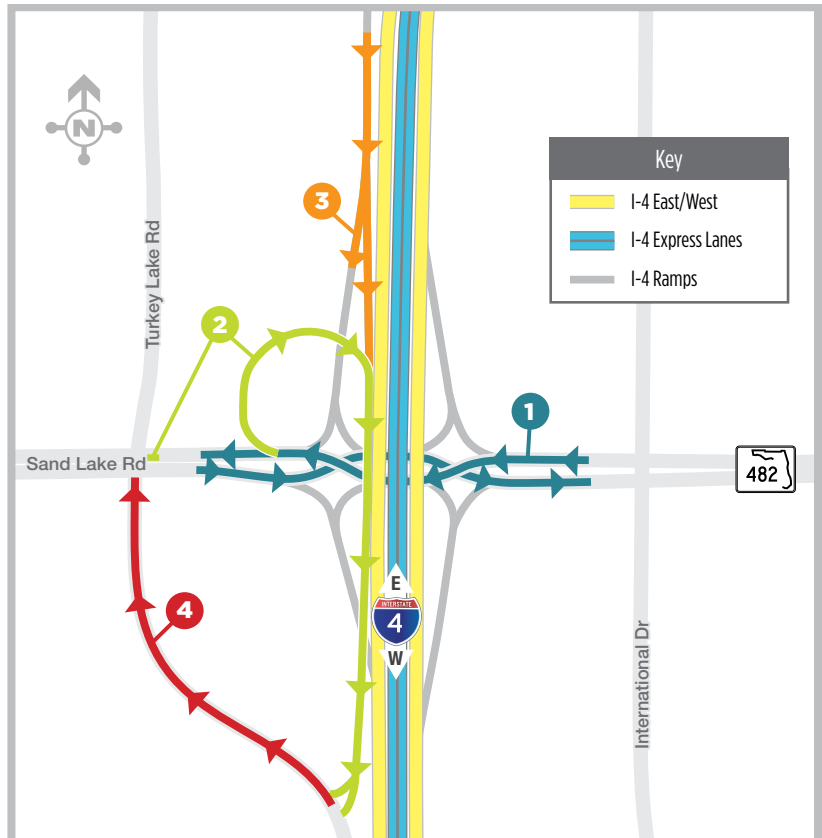 N
Key
I-4 East/West
I-4 Express Lanes
I-4 Ramps
3
Turkey Lake Rd
2
1
Sand Lake Rd
482
E
INTERSTATE
4
W
4
International Dr